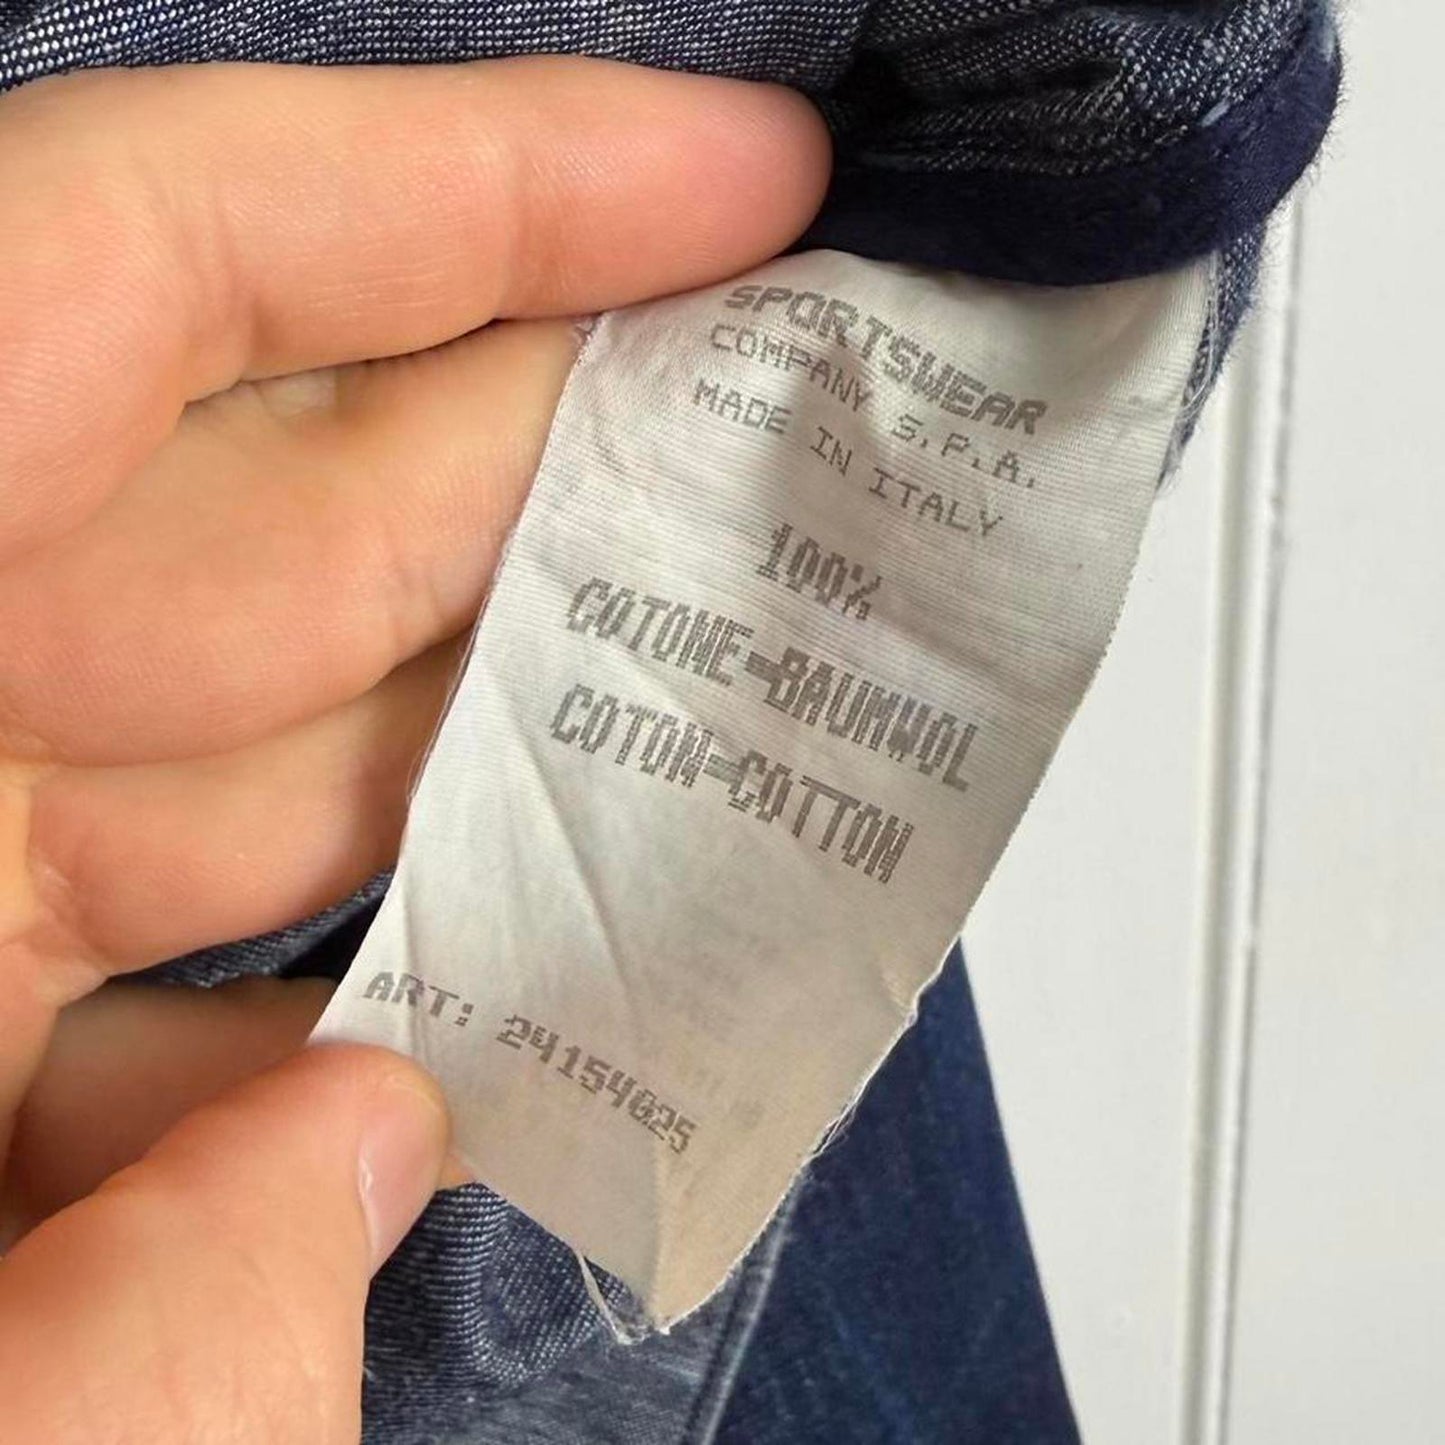 SPORTSWEAR
COMPANY S.P.A.
MADE IN ITALY
100%
COTONE=BAUMWOL
COTON=COTTON
ART: 24154025